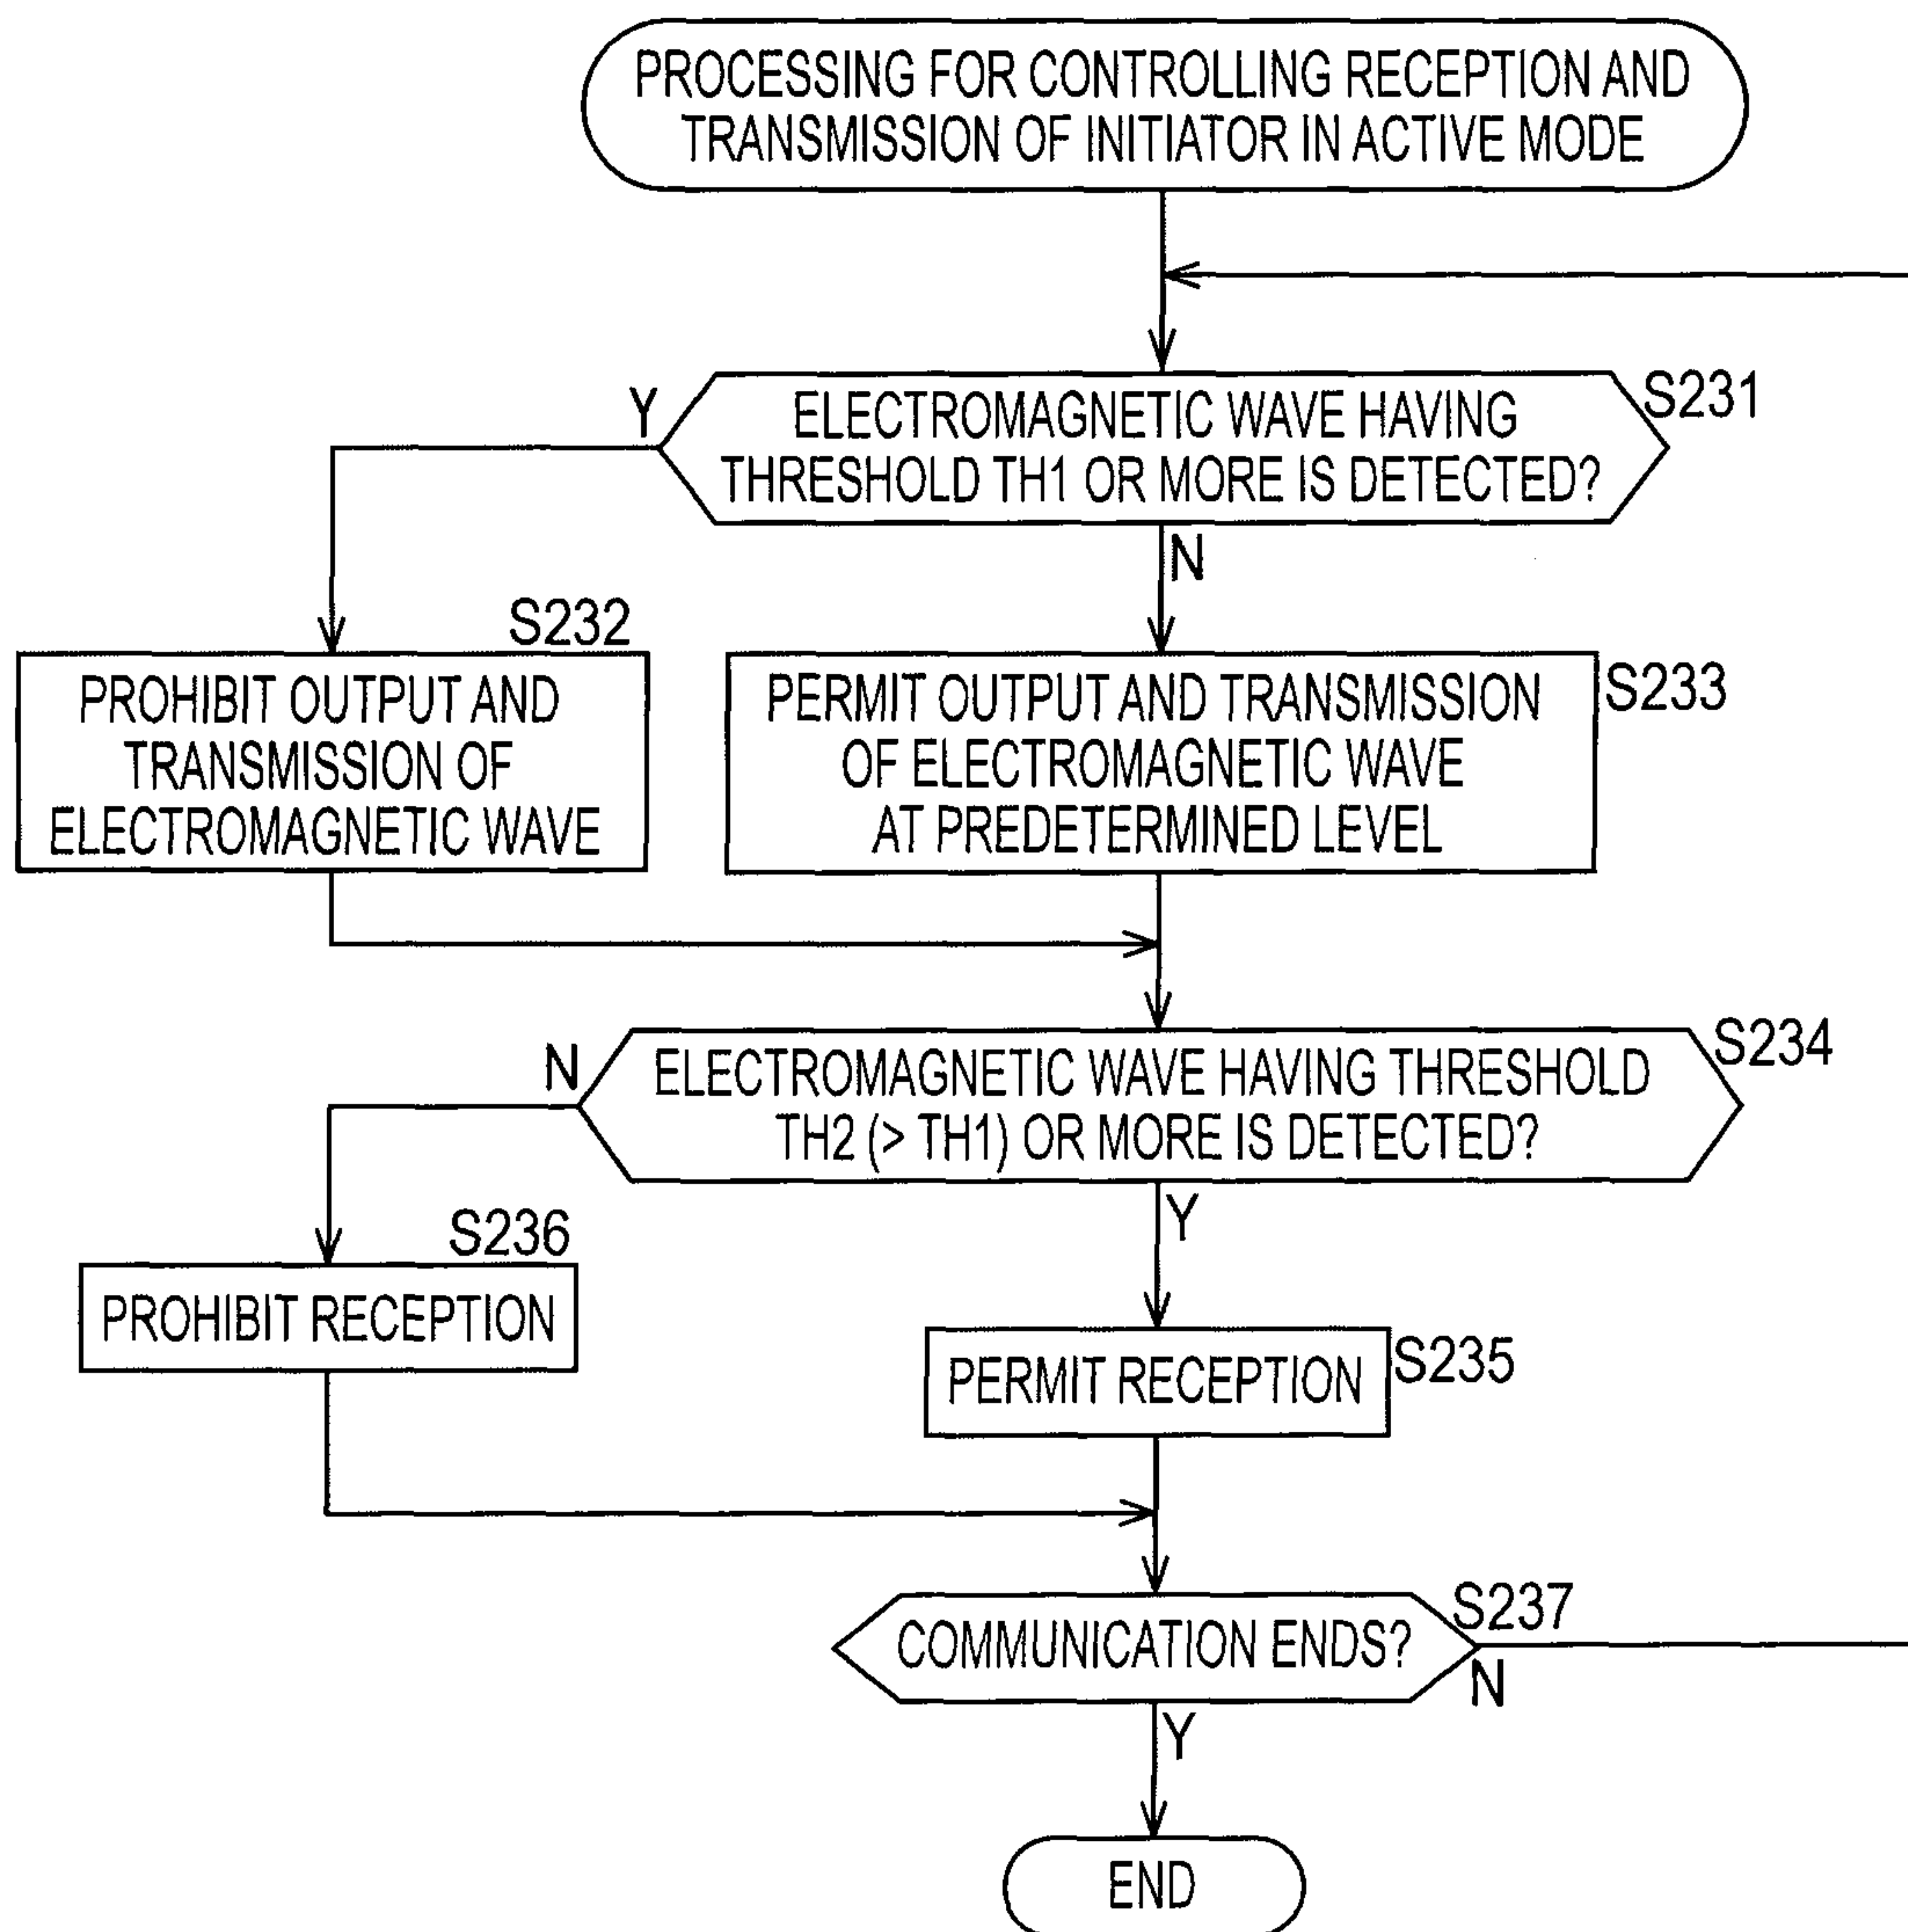 PROCESSING FOR CONTROLLING RECEPTION AND
TRANSMISSION OF INITIATOR IN ACTIVE MODE
S231
Y
ELECTROMAGNETIC WAVE HAVING
THRESHOLD TH1 OR MORE IS DETECTED?
N
S232
PROHIBIT OUTPUT AND
TRANSMISSION OF
ELECTROMAGNETIC WAVE
S233
PERMIT OUTPUT AND TRANSMISSION
OF ELECTROMAGNETIC WAVE
AT PREDETERMINED LEVEL
S234
N
ELECTROMAGNETIC WAVE HAVING THRESHOLD
TH2 (> TH1) OR MORE IS DETECTED?
Y
S236
PROHIBIT RECEPTION
S235
PERMIT RECEPTION
S237
COMMUNICATION ENDS?
N
Y
END